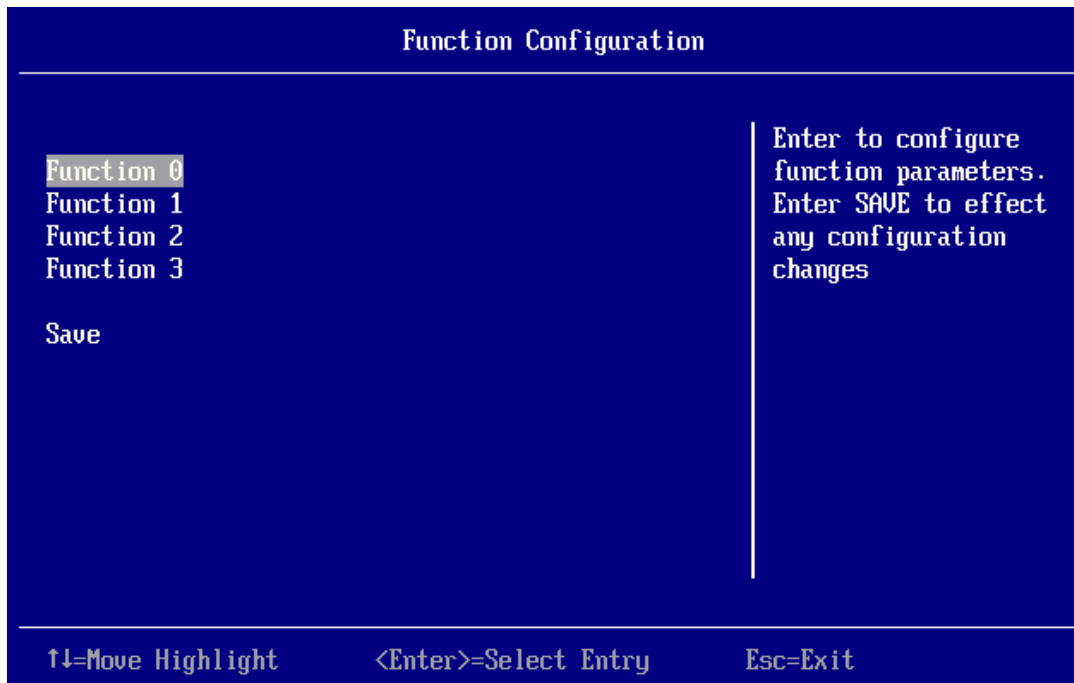 Function Configuration
Function 0
Function 1
Function 2
Function 3
Save
Enter to configure
function parameters.
Enter SAVE to effect
any configuration
changes
↑↓=Move Highlight <Enter>=Select Entry Esc=Exit